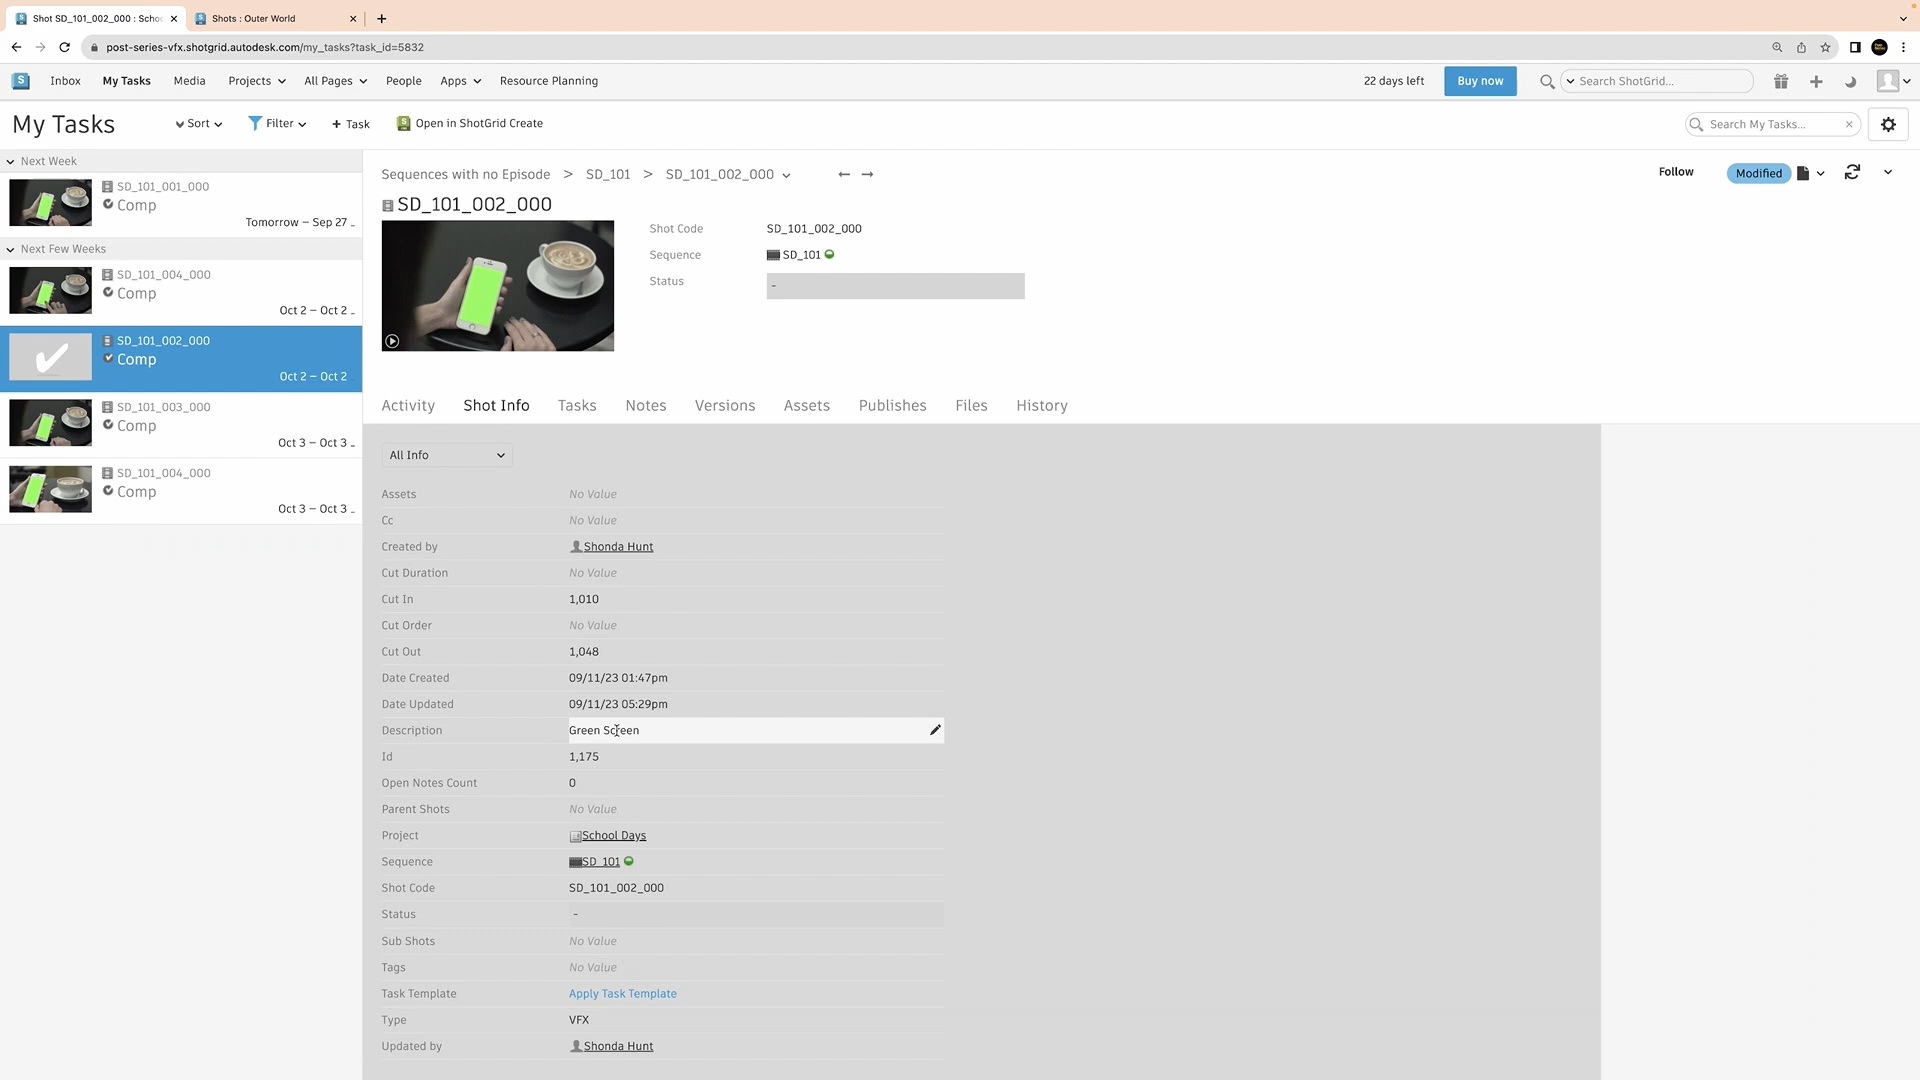 Shot SD_101_002_000 : Schoo
Shots : Outer World
post-series-vfx.shotgrid.autodesk.com/my_tasks?task_id=5832
Inbox My Tasks Media Projects All Pages People Apps Resource Planning 22 days left Buy now Search ShotGrid...
My Tasks Sort Filter + Task Open in ShotGrid Create Search My Tasks...
Next Week
SD_101_001_000
Comp
Tomorrow – Sep 27
Next Few Weeks
SD_101_004_000
Comp
Oct 2 – Oct 2
SD_101_002_000
Comp
Oct 2 – Oct 2
SD_101_003_000
Comp
Oct 3 – Oct 3
SD_101_004_000
Comp
Oct 3 – Oct 3
Sequences with no Episode > SD_101 > SD_101_002_000
Follow Modified
SD_101_002_000
Shot Code SD_101_002_000
Sequence SD_101
Status -
Activity Shot Info Tasks Notes Versions Assets Publishes Files History
All Info
Assets No Value
Cc No Value
Created by Shonda Hunt
Cut Duration No Value
Cut In 1,010
Cut Order No Value
Cut Out 1,048
Date Created 09/11/23 01:47pm
Date Updated 09/11/23 05:29pm
Description Green Screen
Id 1,175
Open Notes Count 0
Parent Shots No Value
Project School Days
Sequence SD_101
Shot Code SD_101_002_000
Status -
Sub Shots No Value
Tags No Value
Task Template Apply Task Template
Type VFX
Updated by Shonda Hunt